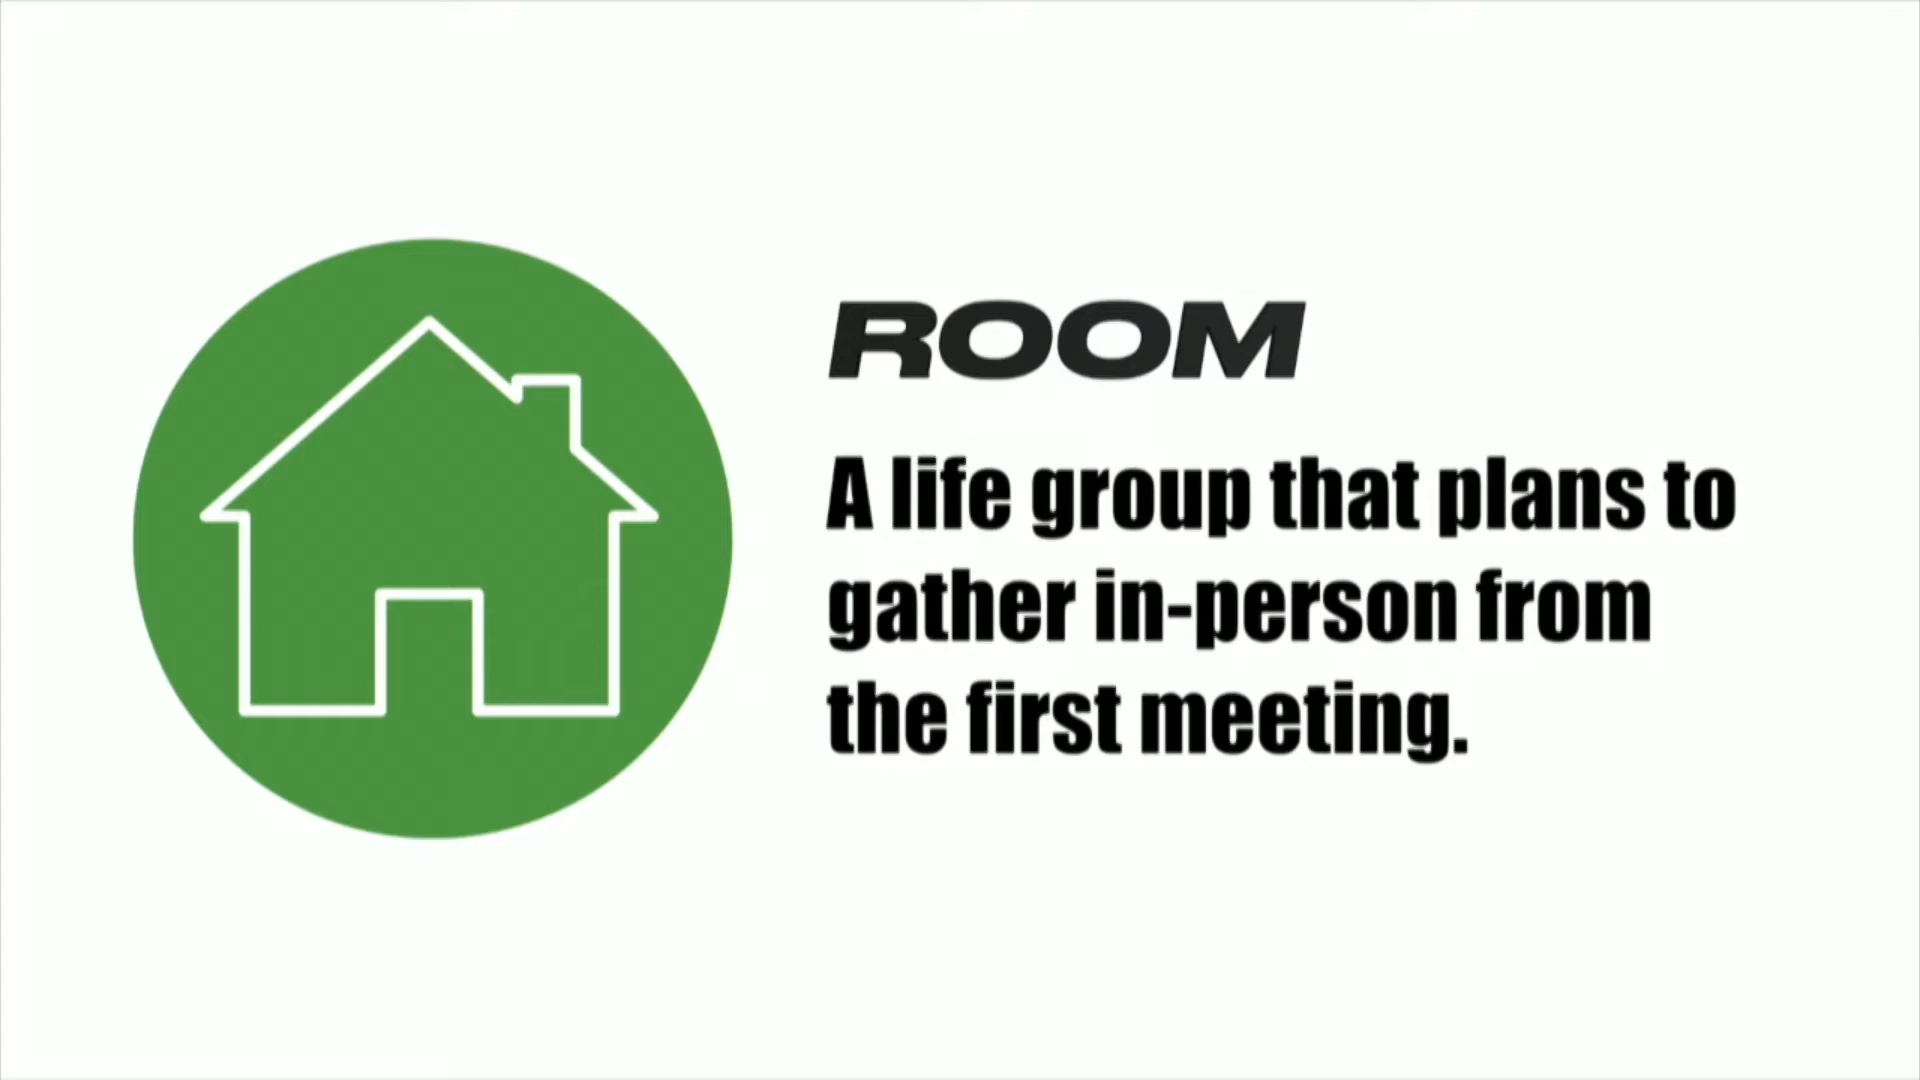 ROOM
A life group that plans to
gather in-person from
the first meeting.